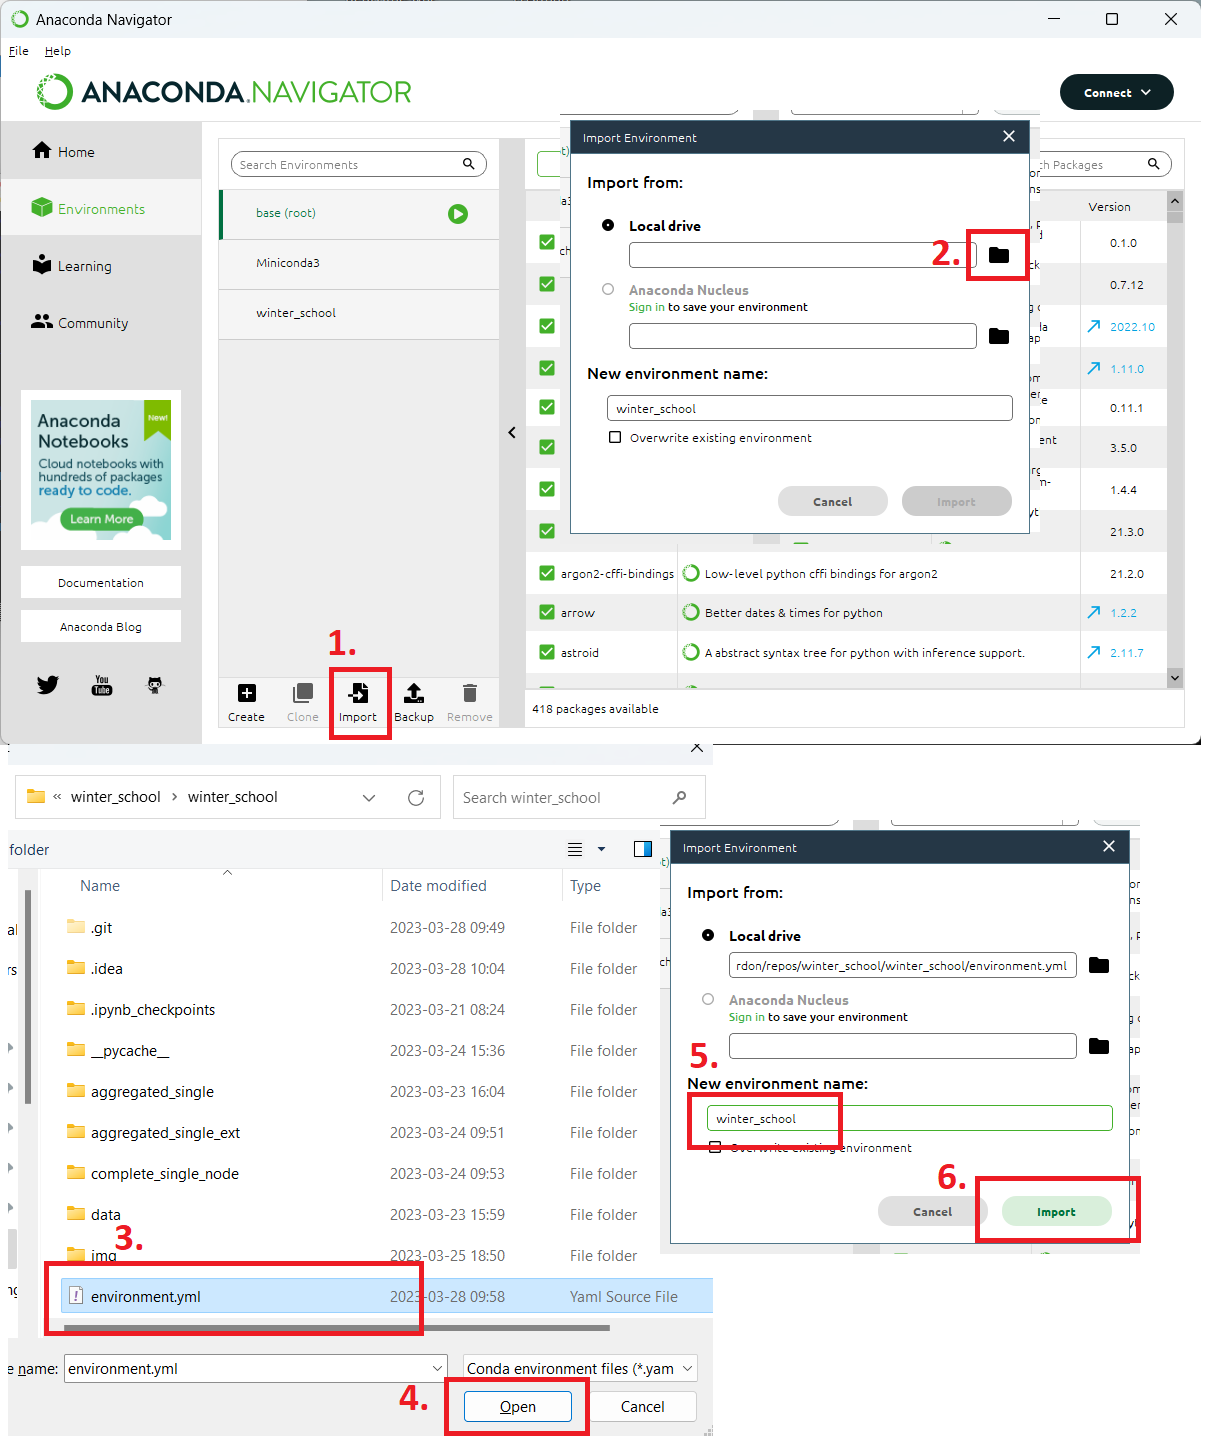 Anaconda Navigator
File Help
ANACONDA.NAVIGATOR
Connect
Home
Environments
Learning
Community
Anaconda Notebooks
New!
Cloud notebooks with
hundreds of packages
ready to code.
Learn More
Documentation
Anaconda Blog
You Tube
Search Environments
base (root)
Miniconda3
winter_school
1.
Create
Clone
Import
Backup
Remove
Import Environment
Import from:
Local drive
2.
Anaconda Nucleus
Sign in to save your environment
New environment name:
winter_school
Overwrite existing environment
Cancel
Import
Packages
Version
0.1.0
0.7.12
2022.10
1.11.0
0.11.1
3.5.0
1.4.4
21.3.0
argon2-cffi-bindings Low-level python cffi bindings for argon2 21.2.0
arrow Better dates & times for python 1.2.2
astroid A abstract syntax tree for python with inference support. 2.11.7
418 packages available
« winter_school › winter_school
Search winter_school
folder
Name Date modified Type
.git 2023-03-28 09:49 File folder
.idea 2023-03-28 10:04 File folder
.ipynb_checkpoints 2023-03-21 08:24 File folder
__pycache__ 2023-03-24 15:36 File folder
aggregated_single 2023-03-23 16:04 File folder
aggregated_single_ext 2023-03-24 09:51 File folder
complete_single_node 2023-03-24 09:53 File folder
data 2023-03-23 15:59 File folder
3.
img 2023-03-25 18:50 File folder
environment.yml 2023-03-28 09:58 Yaml Source File
e name: environment.yml
Conda environment files (*.yam
4.
Open
Cancel
Import Environment
Import from:
Local drive
rdon/repos/winter_school/winter_school/environment.yml
Anaconda Nucleus
Sign in to save your environment
5.
New environment name:
winter_school
Overwrite existing environment
6.
Cancel
Import